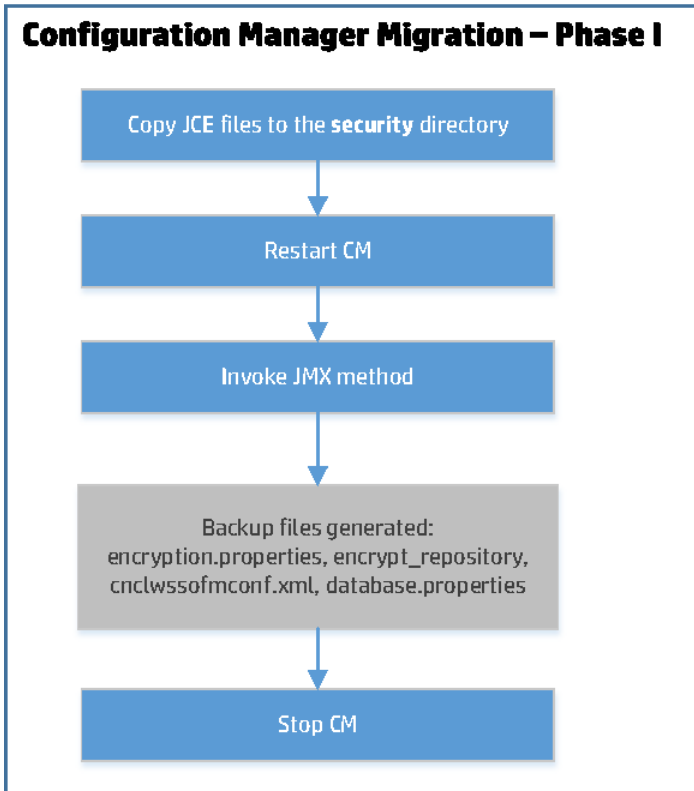 Configuration Manager Migration – Phase I
Copy JCE files to the security directory
Restart CM
Invoke JMX method
Backup files generated:
encryption.properties, encrypt_repository,
cnclwssofmconf.xml, database.properties
Stop CM